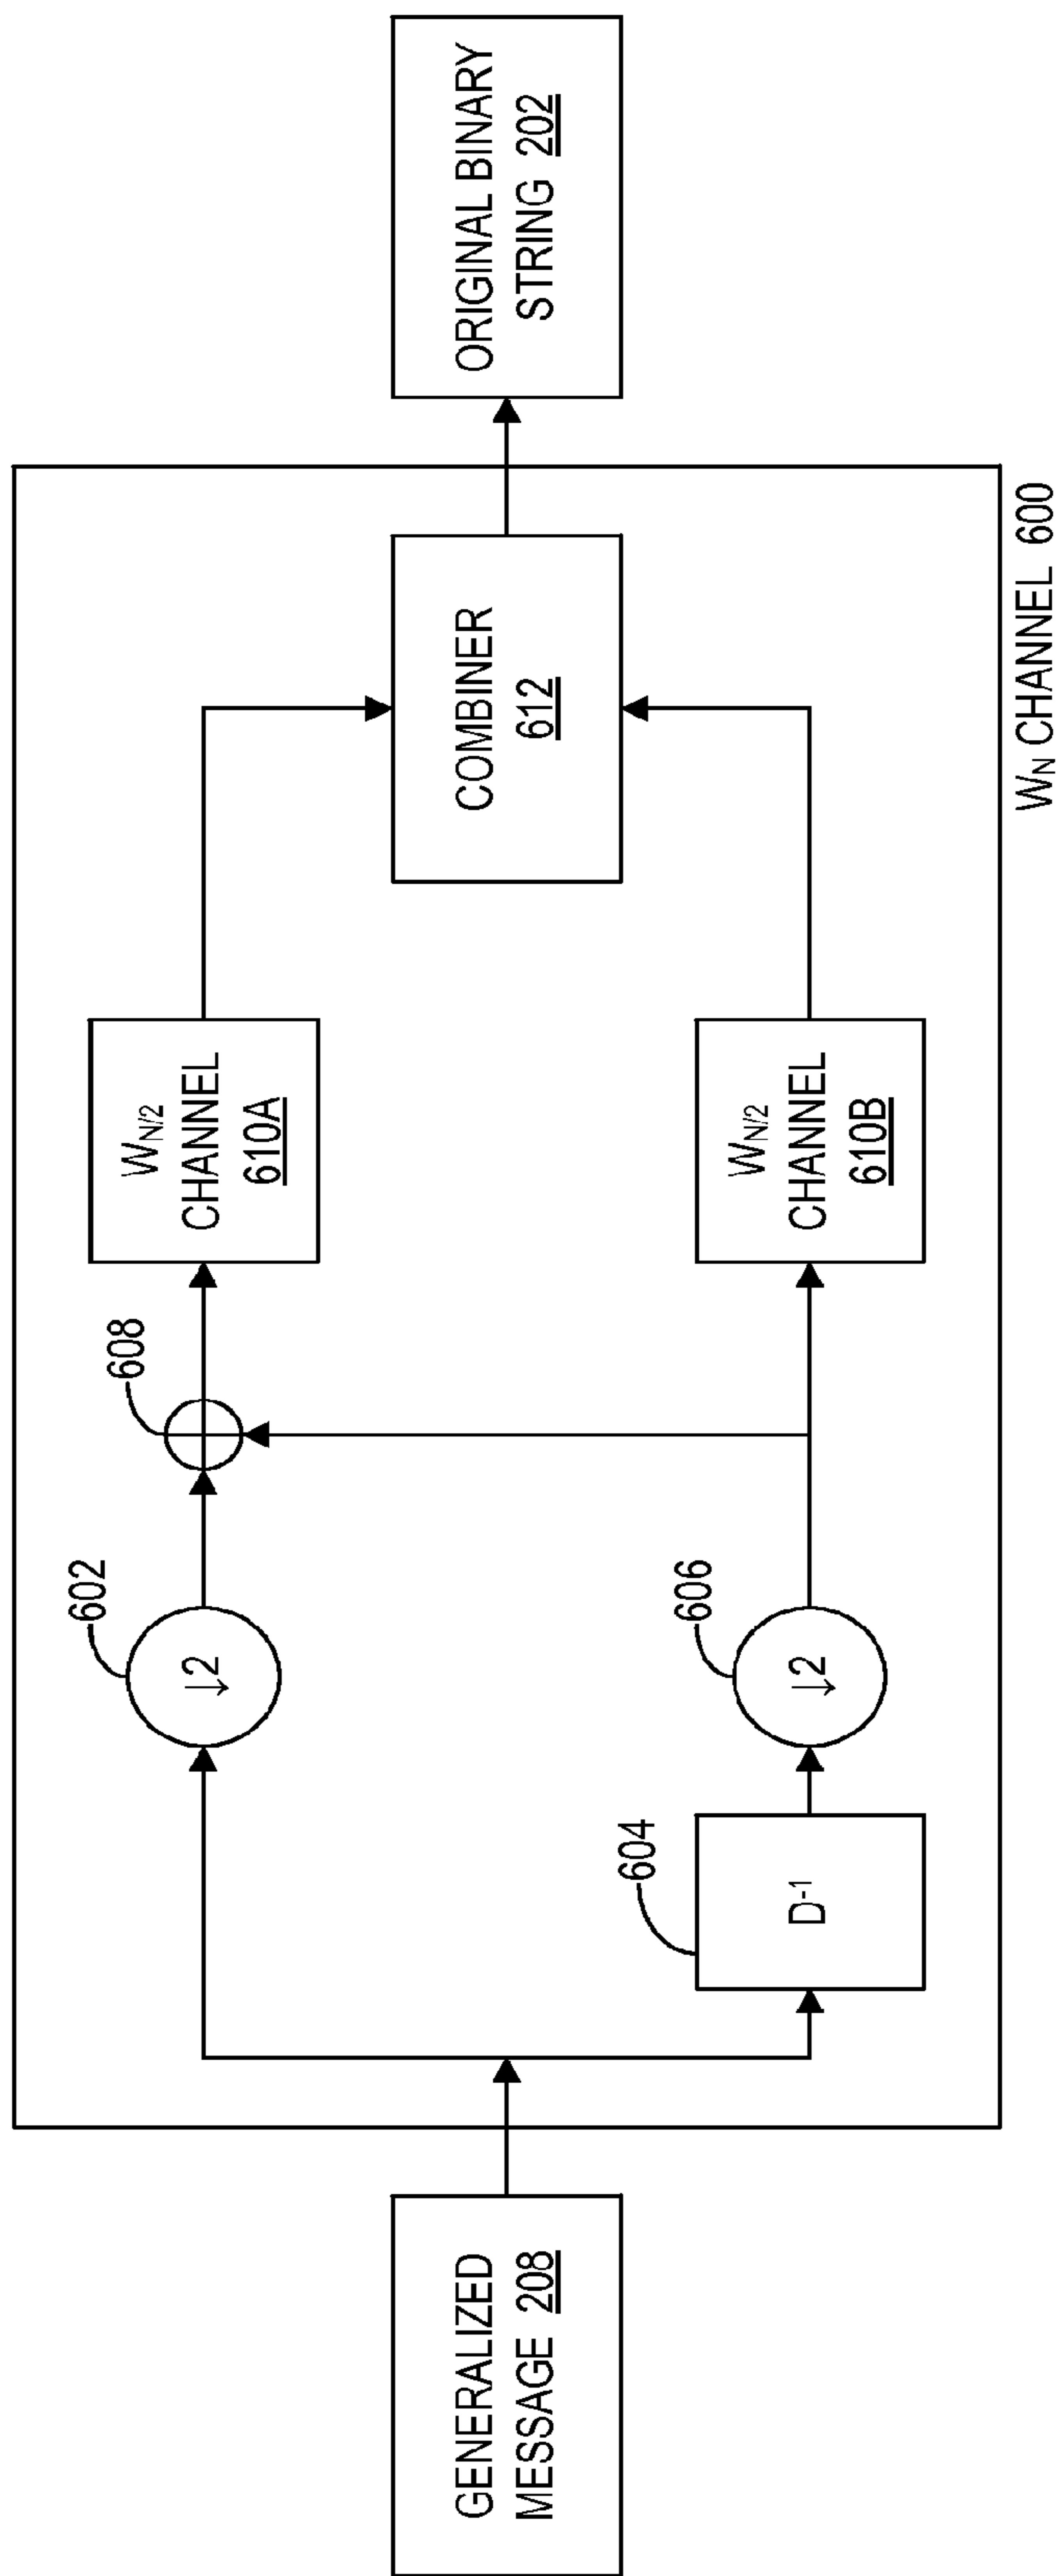 GENERALIZED
MESSAGE 208
602
↓2
604
D-1
606
↓2
608
WN/2
CHANNEL
610A
WN/2
CHANNEL
610B
COMBINER
612
ORIGINAL BINARY
STRING 202
WN CHANNEL 600